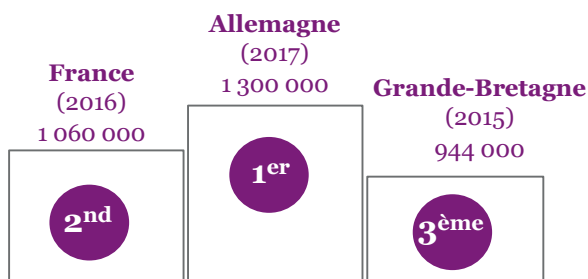 France
(2016)
1 060 000
2nd
Allemagne
(2017)
1 300 000
1er
Grande-Bretagne
(2015)
944 000
3ème